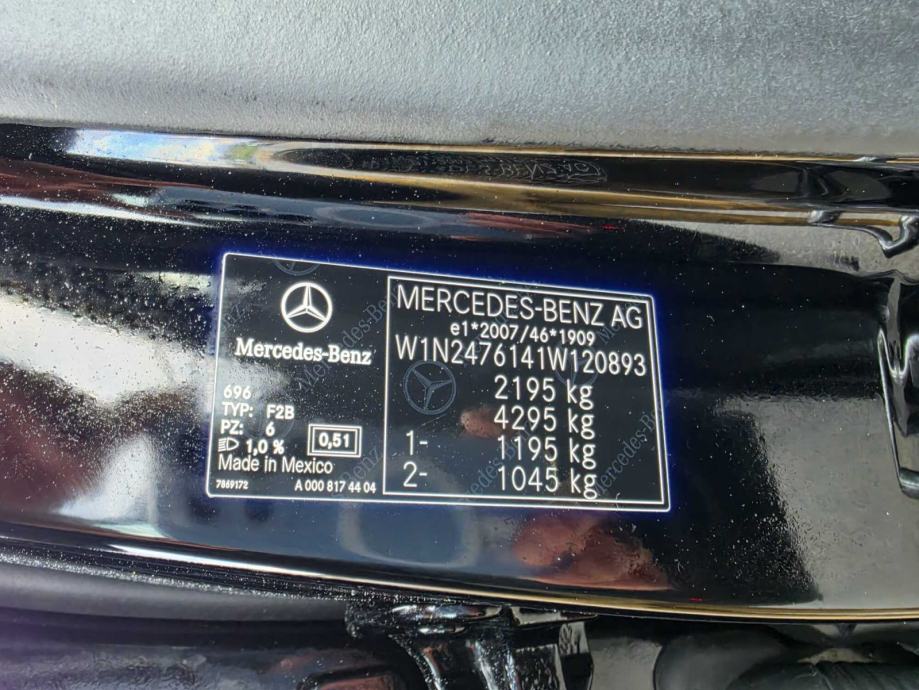 Mercedes-Benz
696
TYP: F2B
PZ: 6
1,0 %
0,51
Made in Mexico
7869172
A 000 817 44 04
MERCEDES-BENZ AG
e1*2007/46*1909
W1N2476141W120893
2195 kg
4295 kg
1- 1195 kg
2- 1045 kg